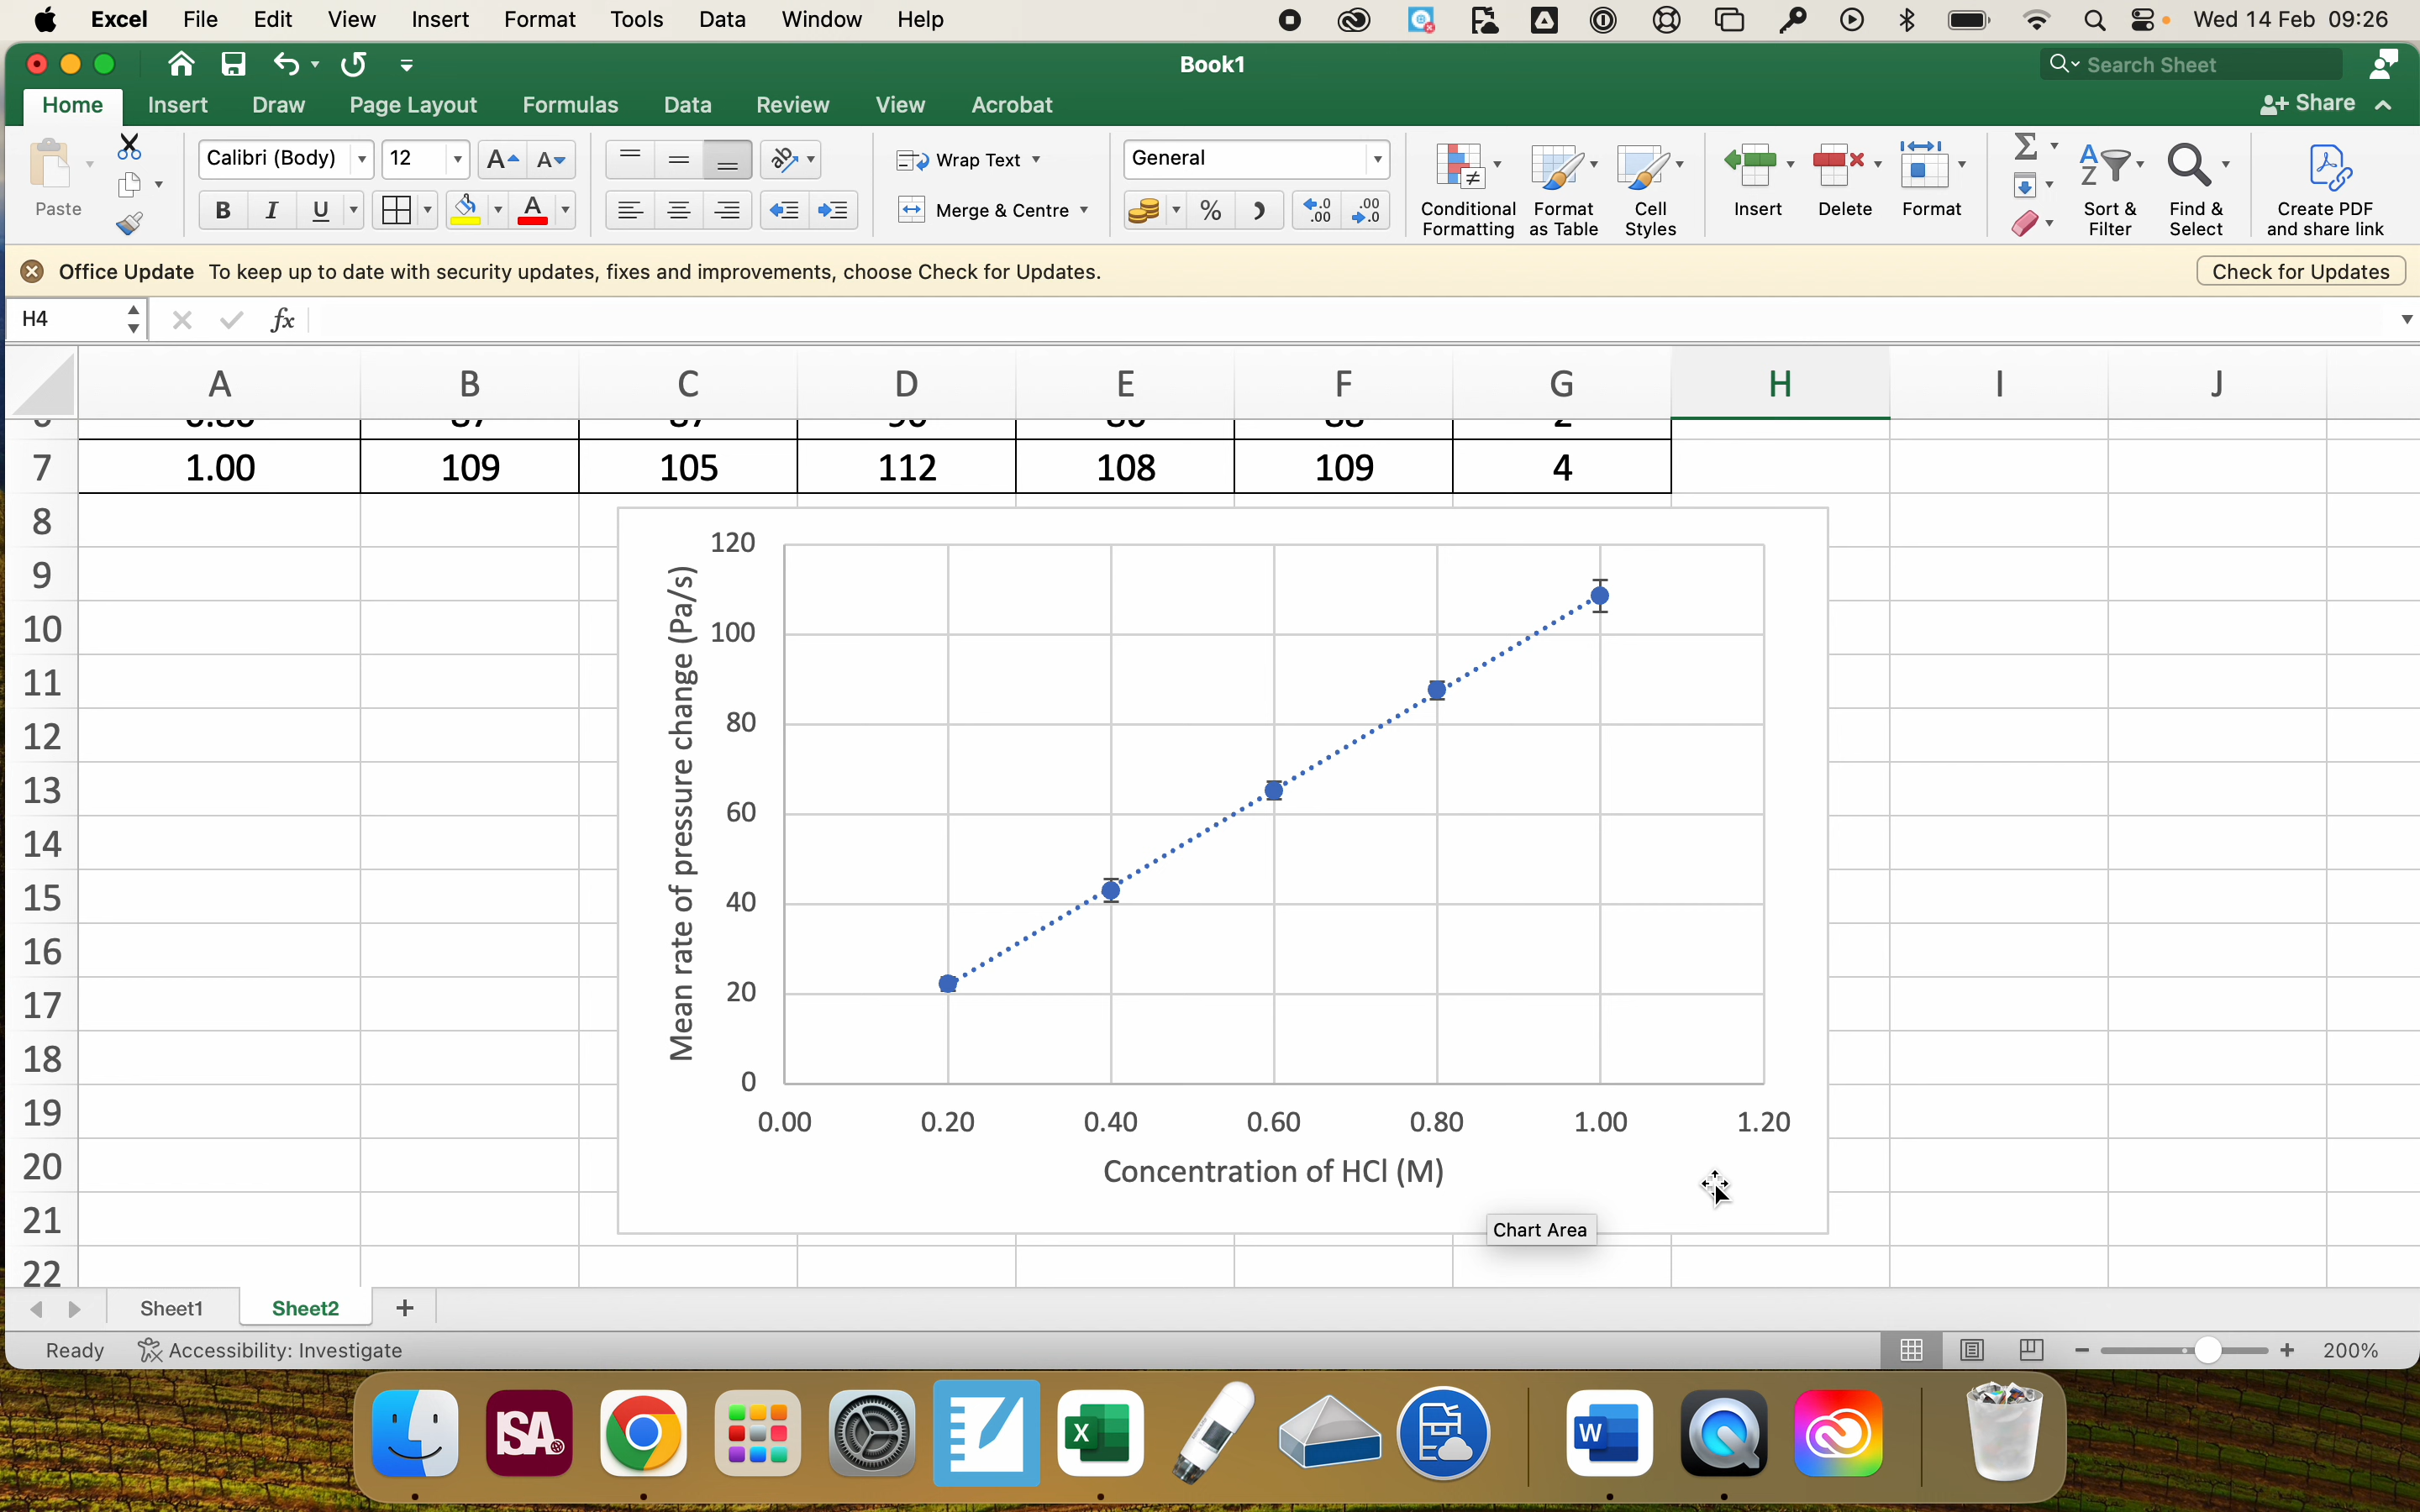 Excel File Edit View Insert Format Tools Data Window Help Wed 14 Feb 09:26
Book1
Search Sheet
Home Insert Draw Page Layout Formulas Data Review View Acrobat Share
Paste Calibri (Body) 12 Wrap Text General
Merge & Centre
Conditional Formatting Format as Table Cell Styles Insert Delete Format Sort & Filter Find & Select Create PDF and share link
Office Update To keep up to date with security updates, fixes and improvements, choose Check for Updates. Check for Updates
H4 fx
A B C D E F G H I J
7 1.00 109 105 112 108 109 4
8
9
10
11
12
13
14
15
16
17
18
19
20
21
22
Mean rate of pressure change (Pa/s)
120
100
80
60
40
20
0
0.00 0.20 0.40 0.60 0.80 1.00 1.20
Concentration of HCl (M)
Chart Area
Sheet1 Sheet2 +
Ready Accessibility: Investigate 200%
ISA X W